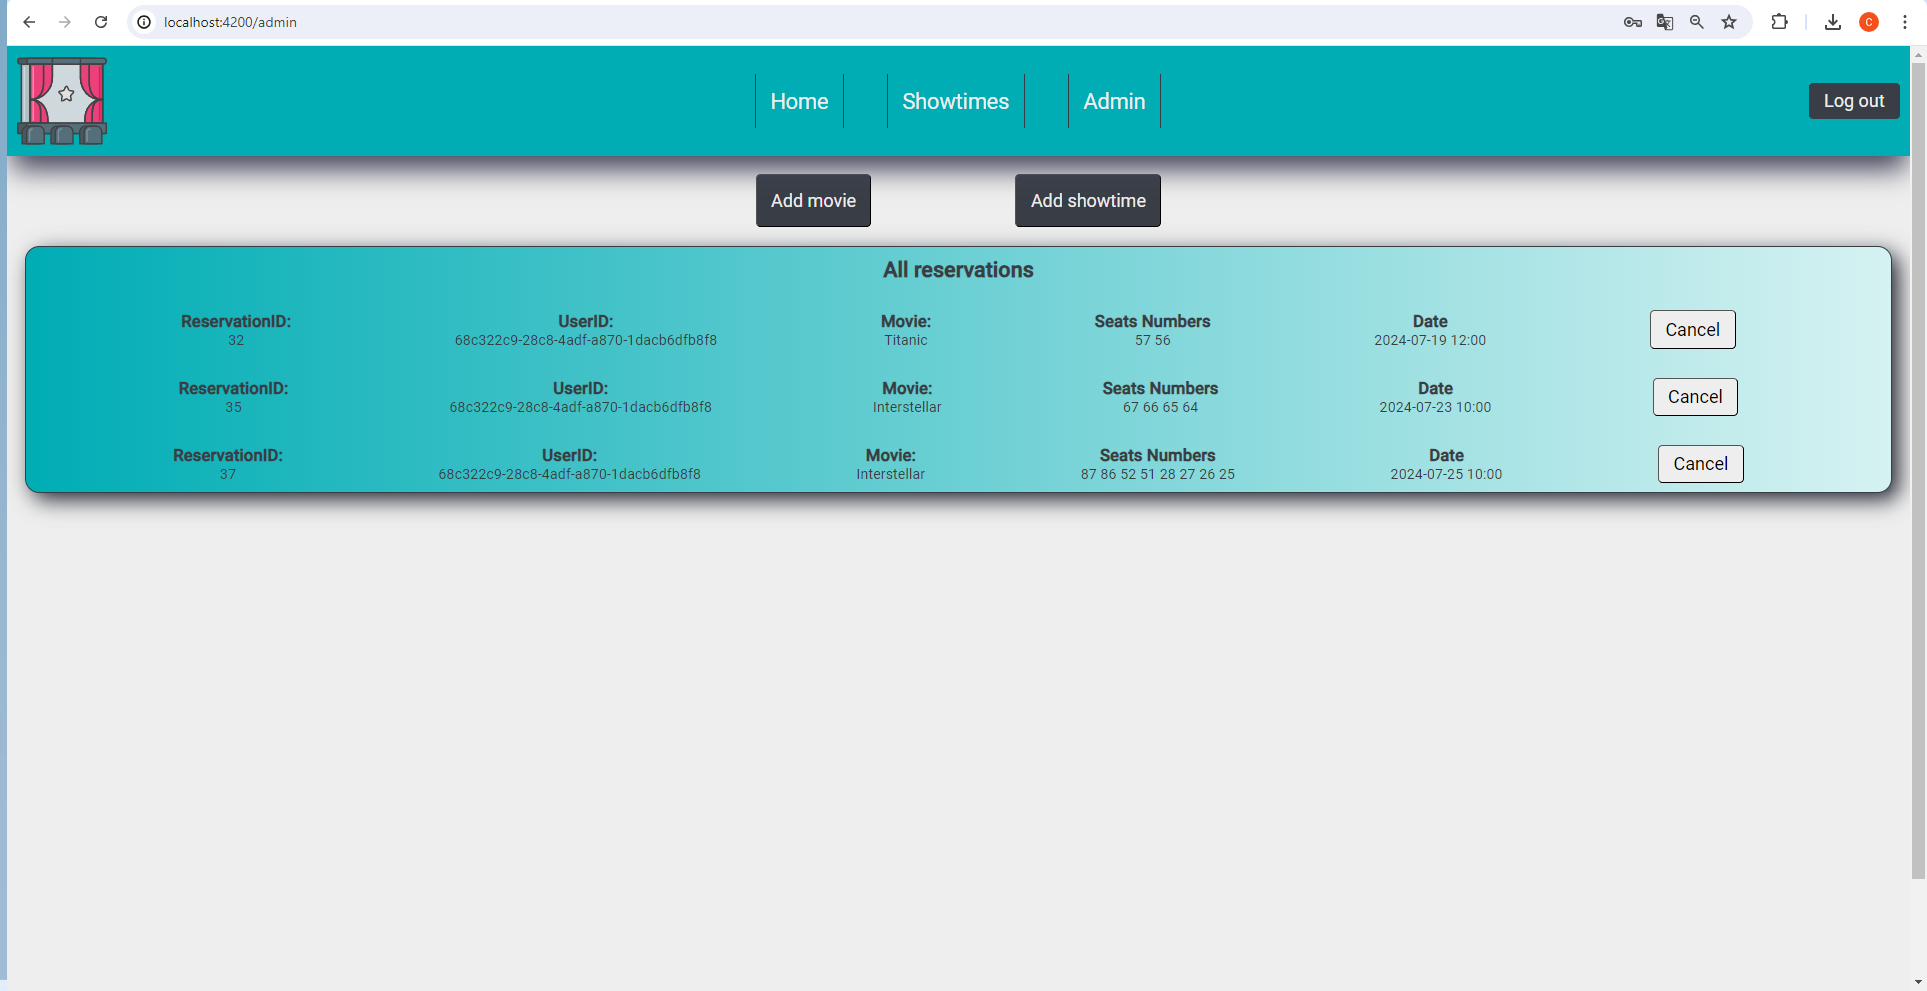 localhost:4200/admin
C
Home Showtimes Admin Log out
Add movie Add showtime
All reservations
ReservationID: UserID: Movie: Seats Numbers Date
32 68c322c9-28c8-4adf-a870-1dacb6dfb8f8 Titanic 57 56 2024-07-19 12:00 Cancel
ReservationID: UserID: Movie: Seats Numbers Date
35 68c322c9-28c8-4adf-a870-1dacb6dfb8f8 Interstellar 67 66 65 64 2024-07-23 10:00 Cancel
ReservationID: UserID: Movie: Seats Numbers Date
37 68c322c9-28c8-4adf-a870-1dacb6dfb8f8 Interstellar 87 86 52 51 28 27 26 25 2024-07-25 10:00 Cancel